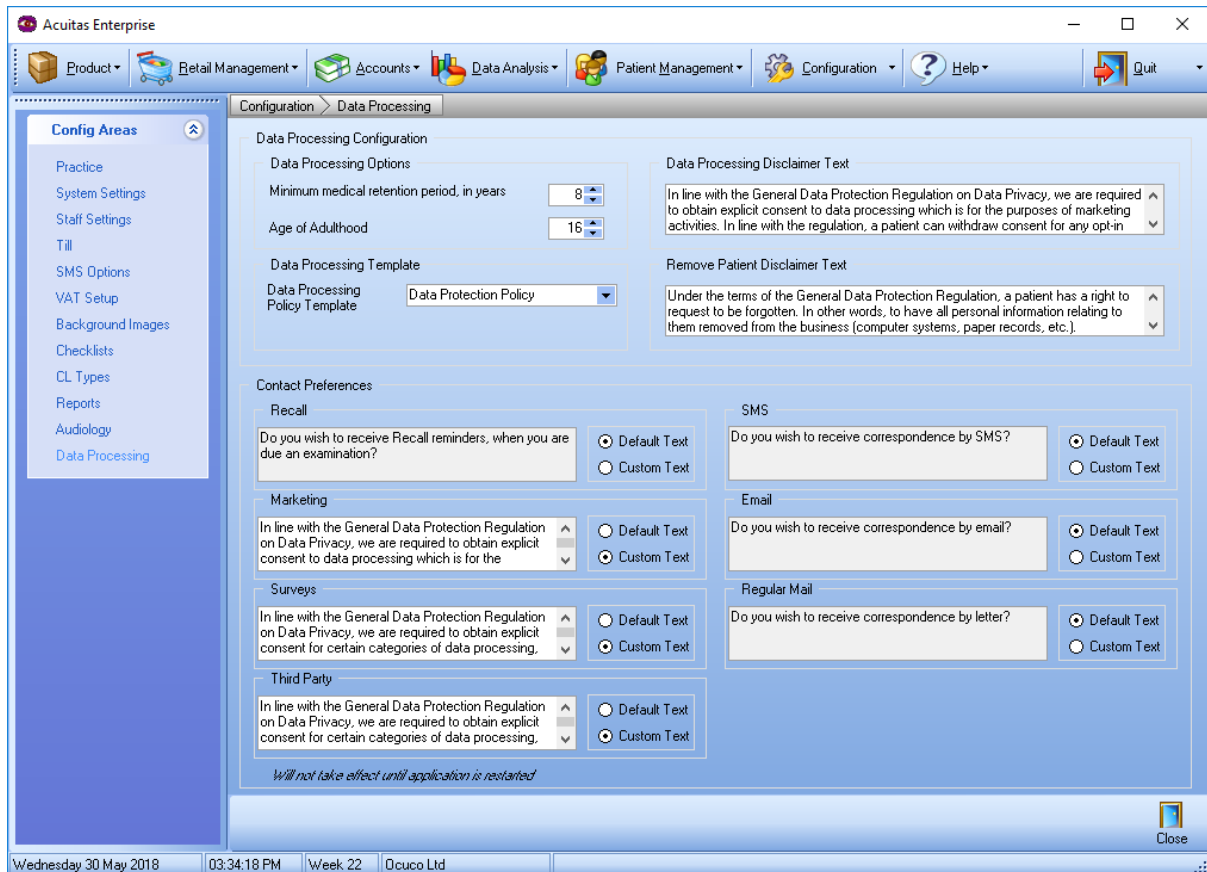 Acuitas Enterprise
Product
Retail Management
Accounts
Data Analysis
Patient Management
Configuration
Help
Quit
Config Areas
Practice
System Settings
Staff Settings
Till
SMS Options
VAT Setup
Background Images
Checklists
CL Types
Reports
Audiology
Data Processing
Configuration
Data Processing
Data Processing Configuration
Data Processing Options
Minimum medical retention period, in years
8
Age of Adulthood
16
Data Processing Disclaimer Text
In line with the General Data Protection Regulation on Data Privacy, we are required
to obtain explicit consent to data processing which is for the purposes of marketing
activities. In line with the regulation, a patient can withdraw consent for any opt-in
Data Processing Template
Data Processing
Policy Template
Data Protection Policy
Remove Patient Disclaimer Text
Under the terms of the General Data Protection Regulation, a patient has a right to
request to be forgotten. In other words, to have all personal information relating to
them removed from the business (computer systems, paper records, etc.).
Contact Preferences
Recall
Do you wish to receive Recall reminders, when you are
due an examination?
Default Text
Custom Text
SMS
Do you wish to receive correspondence by SMS?
Default Text
Custom Text
Marketing
In line with the General Data Protection Regulation
on Data Privacy, we are required to obtain explicit
consent to data processing which is for the
Default Text
Custom Text
Email
Do you wish to receive correspondence by email?
Default Text
Custom Text
Surveys
In line with the General Data Protection Regulation
on Data Privacy, we are required to obtain explicit
consent for certain categories of data processing,
Default Text
Custom Text
Regular Mail
Do you wish to receive correspondence by letter?
Default Text
Custom Text
Third Party
In line with the General Data Protection Regulation
on Data Privacy, we are required to obtain explicit
consent for certain categories of data processing,
Default Text
Custom Text
Will not take effect until application is restarted
Close
Wednesday 30 May 2018
03:34:18 PM
Week 22
Ocuco Ltd